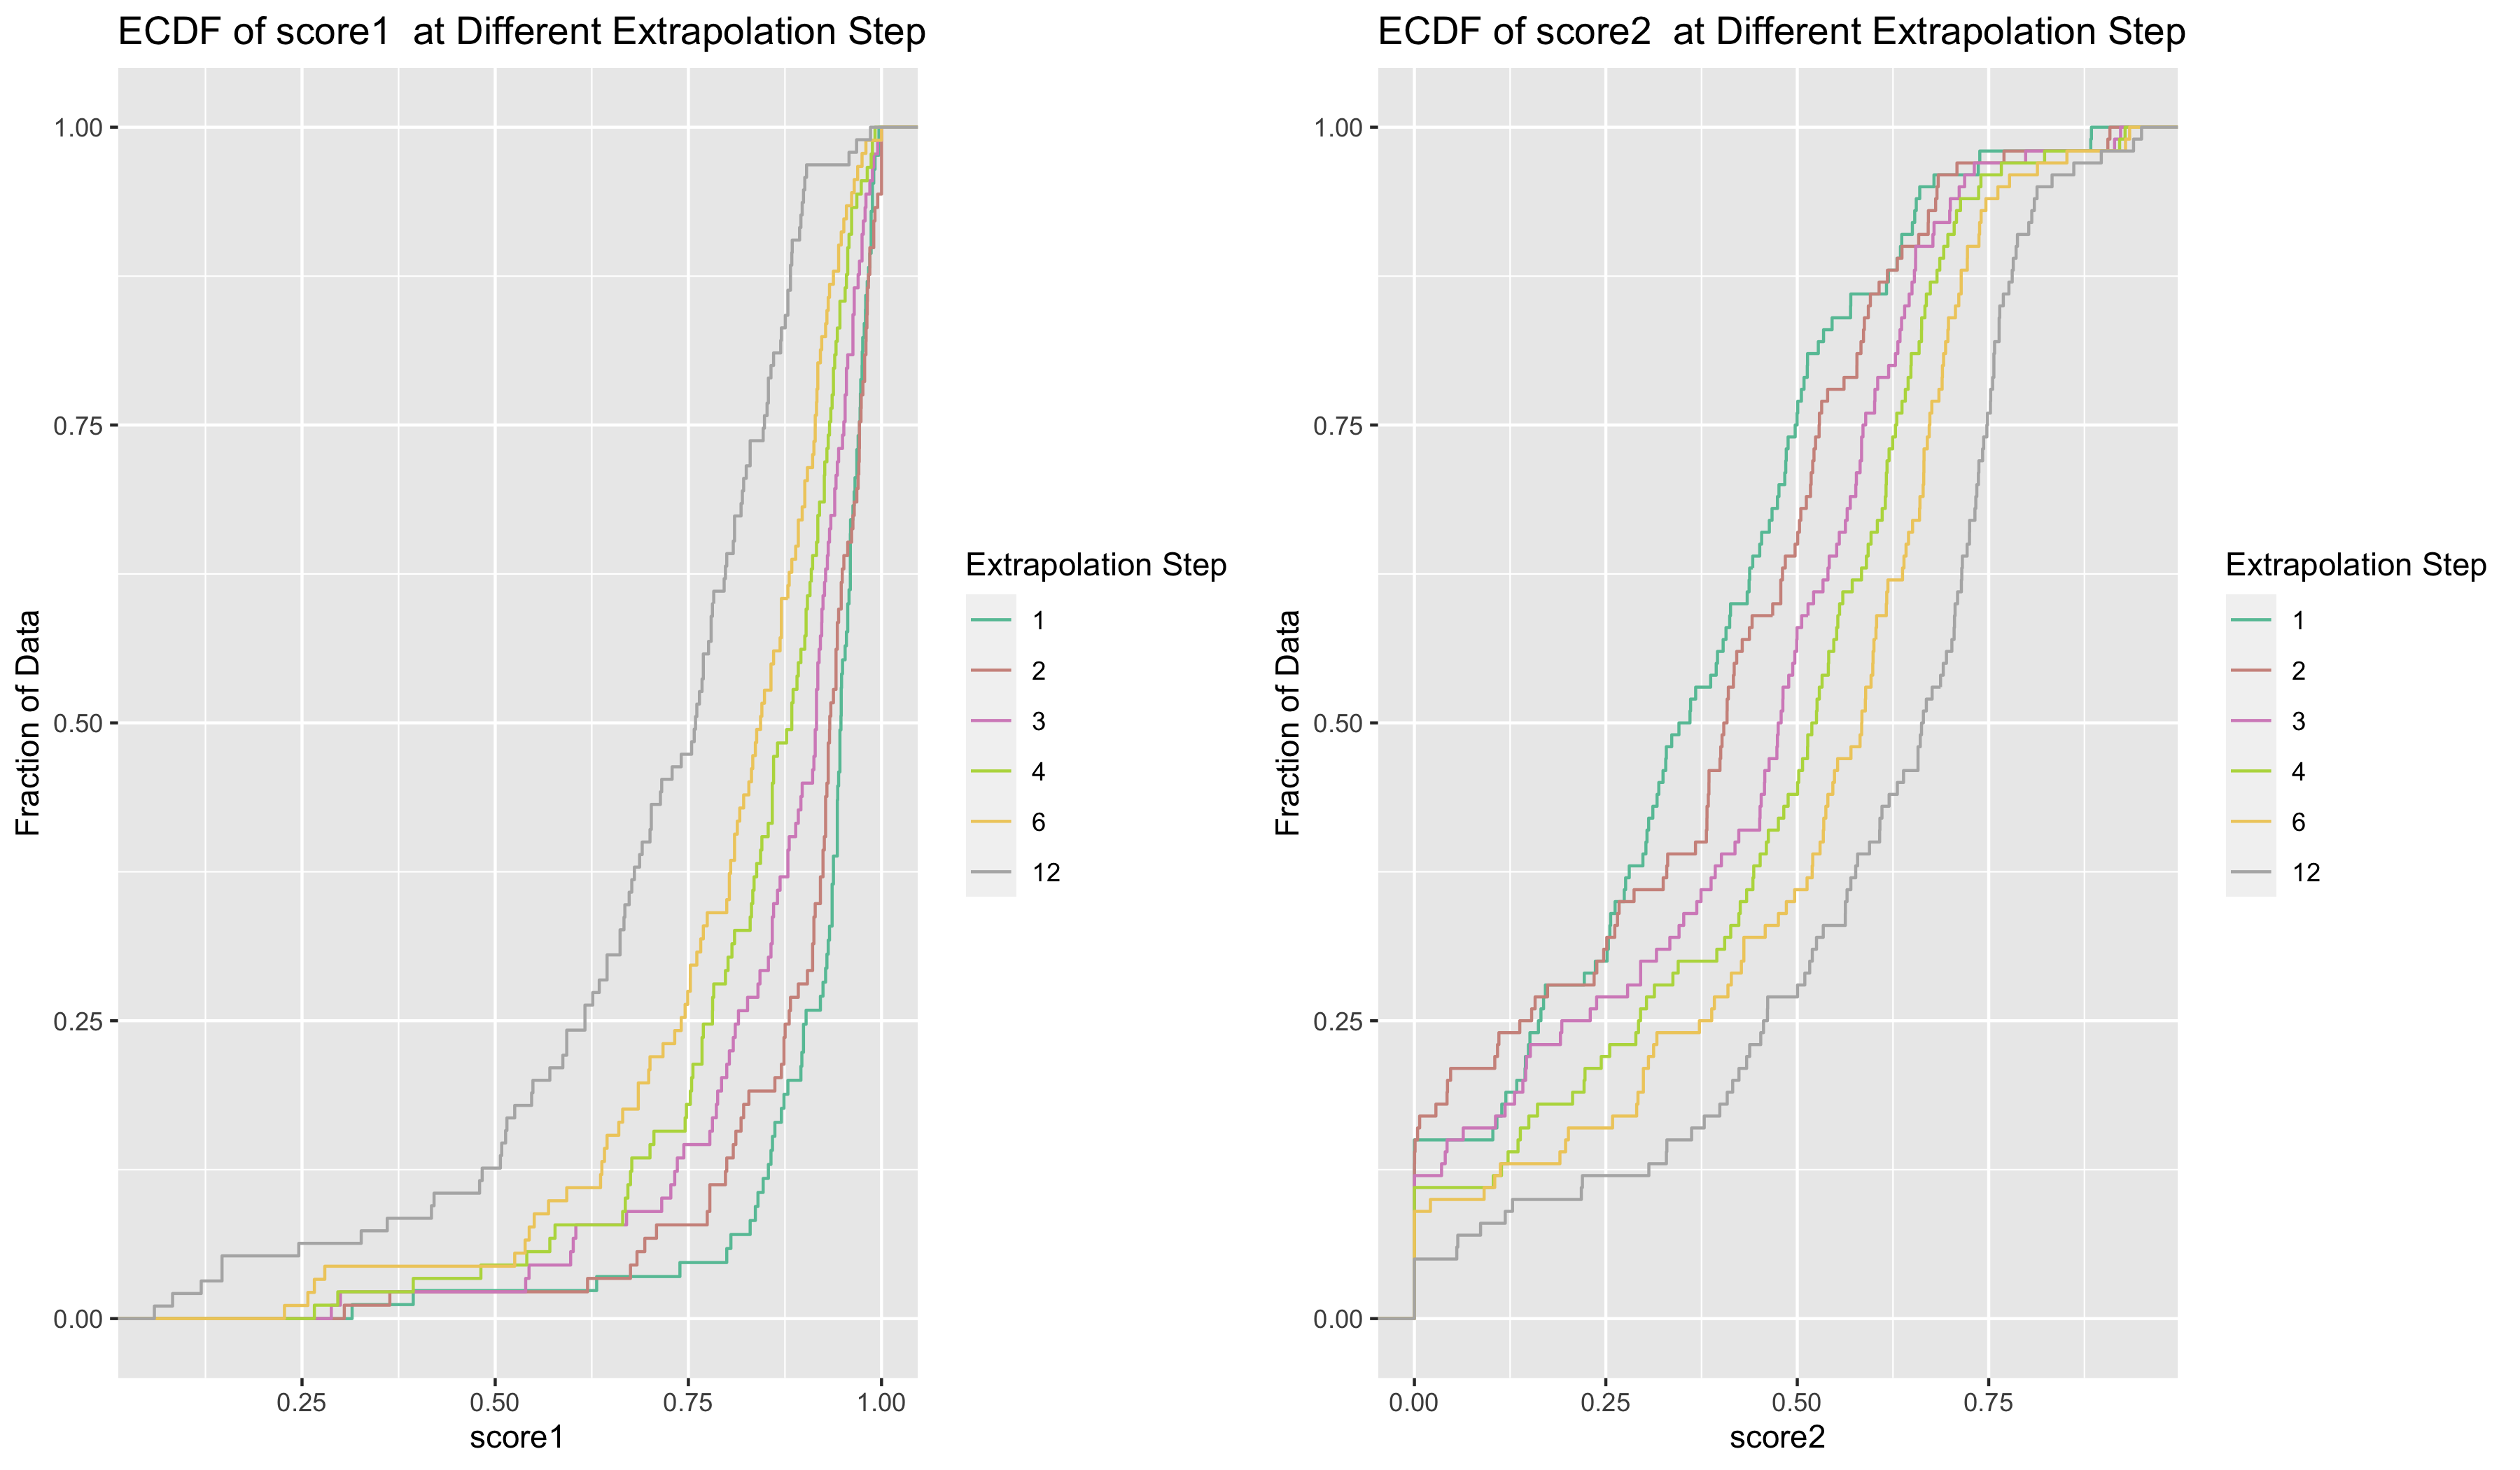 ECDF of score1  at Different Extrapolation Step
1.00
0.75
0.50
0.25
0.00
Fraction of Data
0.25 0.50 0.75 1.00
score1
Extrapolation Step
1
2
3
4
6
12
ECDF of score2  at Different Extrapolation Step
1.00
0.75
0.50
0.25
0.00
Fraction of Data
0.00 0.25 0.50 0.75
score2
Extrapolation Step
1
2
3
4
6
12